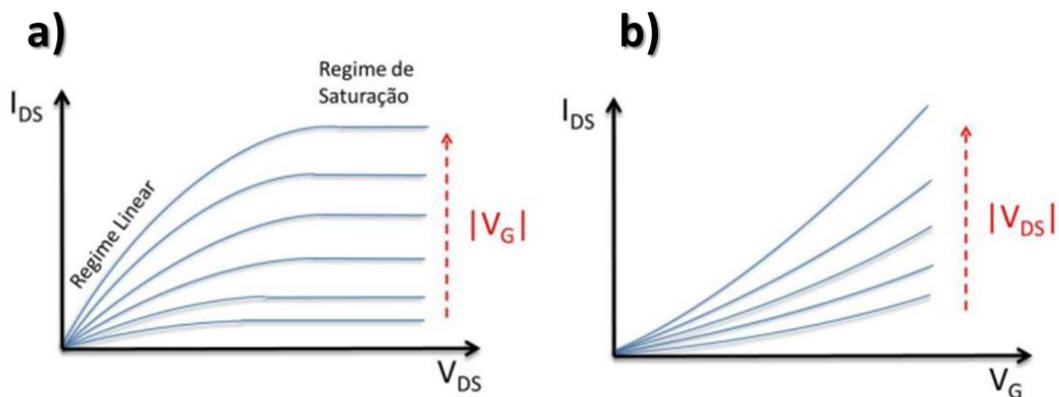 a)
I_DS
Regime Linear
Regime de
Saturação
|V_G|
V_DS
b)
I_DS
|V_DS|
V_G